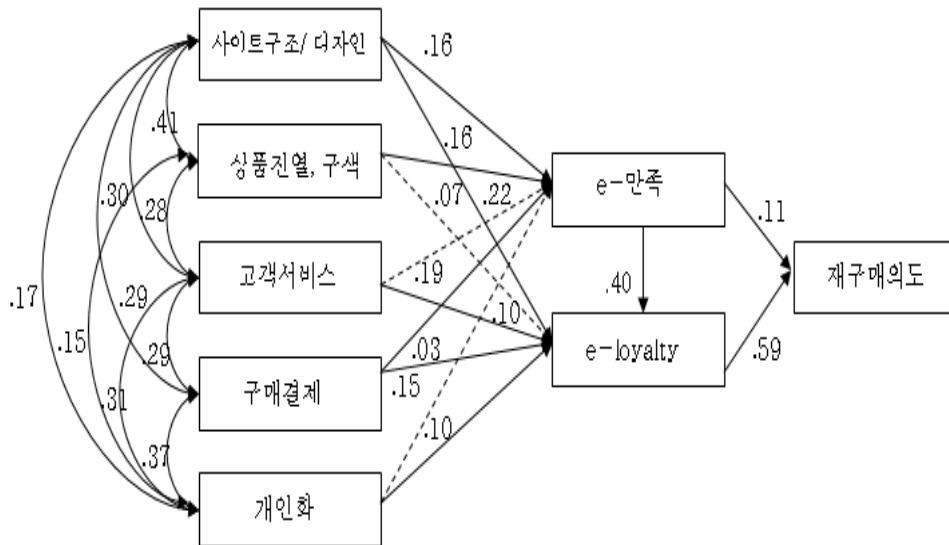 사이트구조/디자인
.16
.41
.16
상품진열, 구색
e-만족
.30
.28
.07
.22
.11
고객서비스
.19
재구매의도
.17
.29
.40
.10
.15
.29
.03
e-loyalty
.59
구매결제
.15
.31
.37
.10
개인화